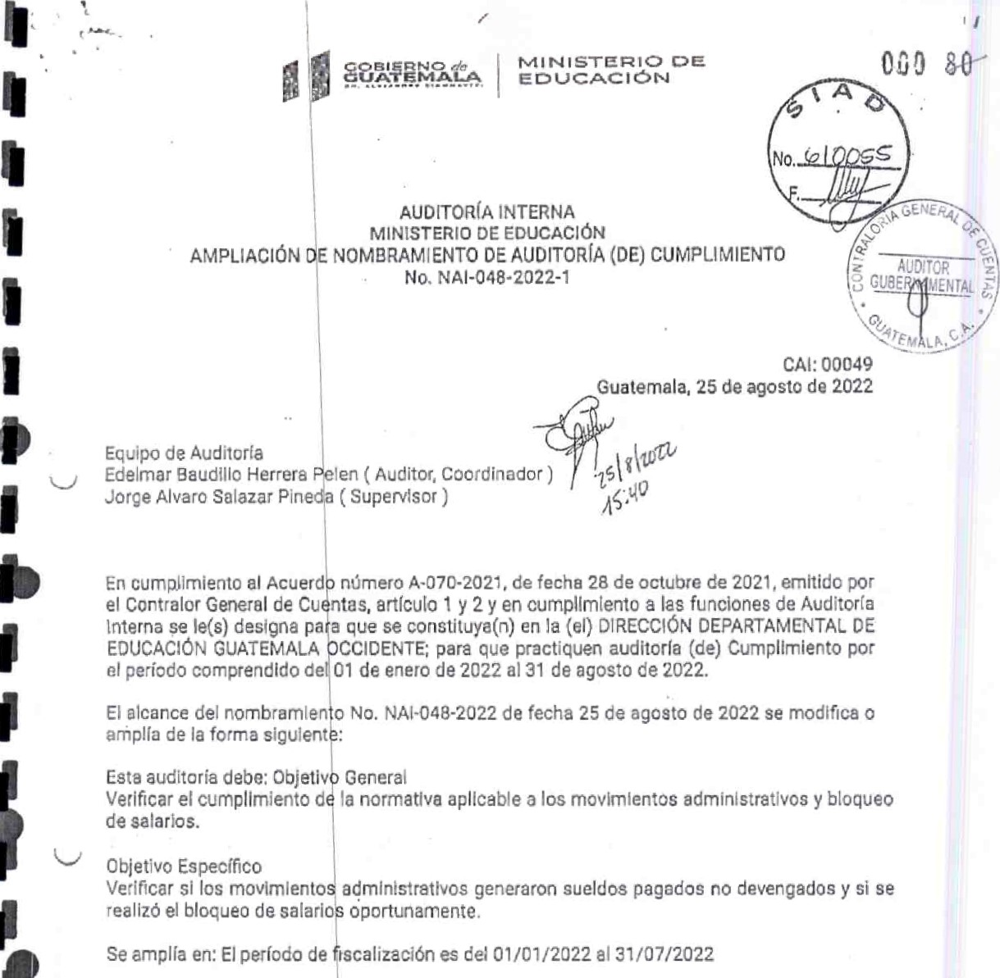 GOBIERNO de
GUATEMALA
DR. ALEJANDRO GIAMMATTEI
MINISTERIO DE
EDUCACIÓN
000 80
SIAD
No. 610055
F.
AUDITORÍA INTERNA
MINISTERIO DE EDUCACIÓN
AMPLIACIÓN DE NOMBRAMIENTO DE AUDITORÍA (DE) CUMPLIMIENTO
No. NAI-048-2022-1
CONTRALORIA GENERAL DE CUENTAS
AUDITOR
GUBERNAMENTAL
GUATEMALA, C.A.
CAI: 00049
Guatemala, 25 de agosto de 2022
25/8/2022
15:40
Equipo de Auditoría
Edelmar Baudilio Herrera Pelen ( Auditor, Coordinador )
Jorge Alvaro Salazar Pineda ( Supervisor )
En cumplimiento al Acuerdo número A-070-2021, de fecha 28 de octubre de 2021, emitido por
el Contralor General de Cuentas, artículo 1 y 2 y en cumplimiento a las funciones de Auditoría
Interna se le(s) designa para que se constituya(n) en la (el) DIRECCIÓN DEPARTAMENTAL DE
EDUCACIÓN GUATEMALA OCCIDENTE; para que practiquen auditoría (de) Cumplimiento por
el período comprendido del 01 de enero de 2022 al 31 de agosto de 2022.
El alcance del nombramiento No. NAI-048-2022 de fecha 25 de agosto de 2022 se modifica o
amplía de la forma siguiente:
Esta auditoría debe: Objetivo General
Verificar el cumplimiento de la normativa aplicable a los movimientos administrativos y bloqueo
de salarios.
Objetivo Específico
Verificar si los movimientos administrativos generaron sueldos pagados no devengados y si se
realizó el bloqueo de salarios oportunamente.
Se amplía en: El período de fiscalización es del 01/01/2022 al 31/07/2022